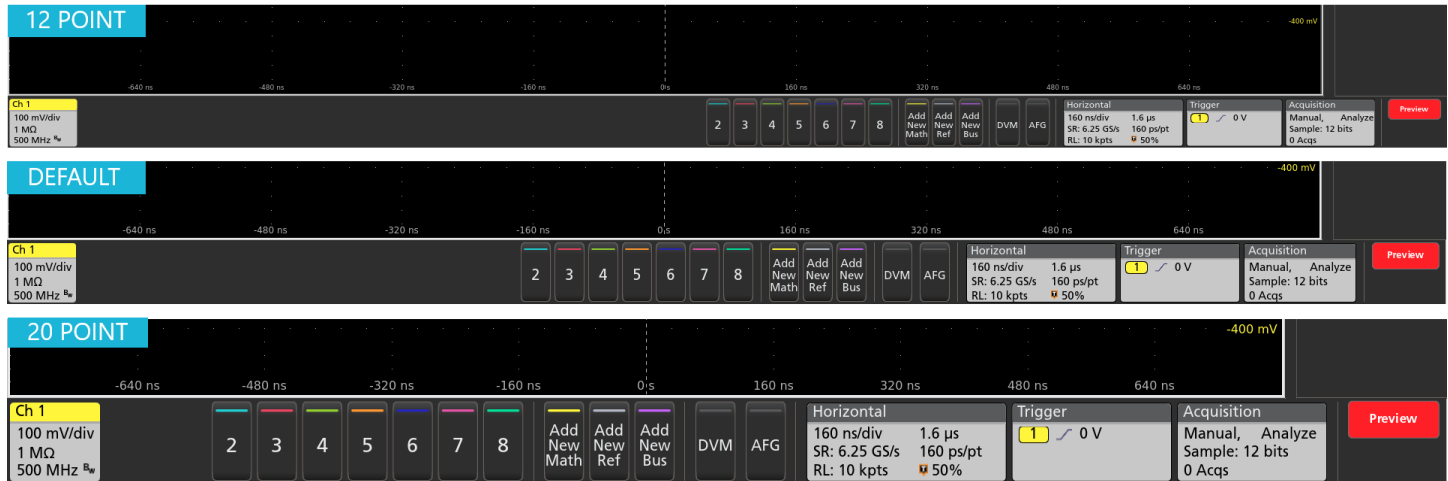 12 POINT
-400 mV
-640 ns -480 ns -320 ns -160 ns 0 s 160 ns 320 ns 480 ns 640 ns
Ch 1
100 mV/div
1 MΩ
500 MHz Bw
2 3 4 5 6 7 8
Add New Math
Add New Ref
Add New Bus
DVM AFG
Horizontal
160 ns/div 1.6 µs
SR: 6.25 GS/s 160 ps/pt
RL: 10 kpts 50%
Trigger
1 0 V
Acquisition
Manual, Analyze
Sample: 12 bits
0 Acqs
Preview
DEFAULT
-400 mV
-640 ns -480 ns -320 ns -160 ns 0 s 160 ns 320 ns 480 ns 640 ns
Ch 1
100 mV/div
1 MΩ
500 MHz Bw
2 3 4 5 6 7 8
Add New Math
Add New Ref
Add New Bus
DVM AFG
Horizontal
160 ns/div 1.6 µs
SR: 6.25 GS/s 160 ps/pt
RL: 10 kpts 50%
Trigger
1 0 V
Acquisition
Manual, Analyze
Sample: 12 bits
0 Acqs
Preview
20 POINT
-400 mV
-640 ns -480 ns -320 ns -160 ns 0 s 160 ns 320 ns 480 ns 640 ns
Ch 1
100 mV/div
1 MΩ
500 MHz Bw
2 3 4 5 6 7 8
Add New Math
Add New Ref
Add New Bus
DVM AFG
Horizontal
160 ns/div 1.6 µs
SR: 6.25 GS/s 160 ps/pt
RL: 10 kpts 50%
Trigger
1 0 V
Acquisition
Manual, Analyze
Sample: 12 bits
0 Acqs
Preview